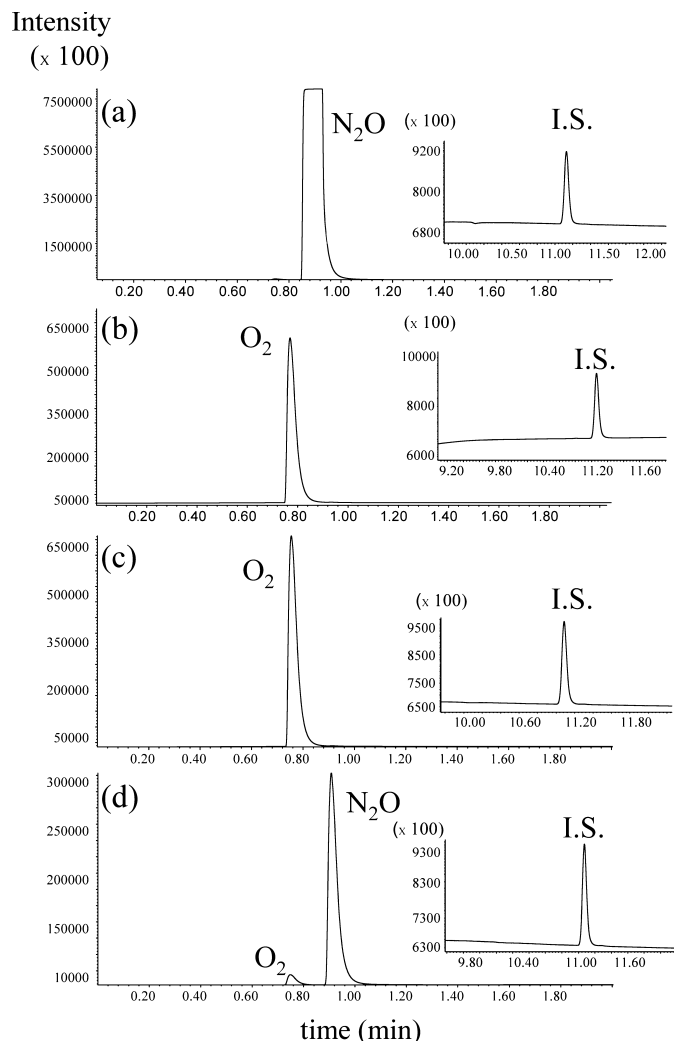 Intensity
(x 100)
(a)
7500000
5500000
3500000
1500000
N2O
(x 100)
I.S.
9200
8000
6800
10.00 10.50 11.00 11.50 12.00
0.20 0.40 0.60 0.80 1.00 1.20 1.40 1.60 1.80
(b)
650000
500000
350000
200000
50000
O2
(x 100)
I.S.
10000
8000
6000
9.20 9.80 10.40 11.20 11.60
0.20 0.40 0.60 0.80 1.00 1.20 1.40 1.60 1.80
(c)
650000
500000
350000
200000
50000
O2
(x 100)
I.S.
9500
8500
7500
6500
10.00 10.60 11.20 11.80
0.20 0.40 0.60 0.80 1.00 1.20 1.40 1.60 1.80
(d)
300000
250000
200000
150000
10000
O2
N2O
(x 100)
I.S.
9300
8300
7300
6300
9.80 10.40 11.00 11.60
0.20 0.40 0.60 0.80 1.00 1.20 1.40 1.60 1.80
time (min)